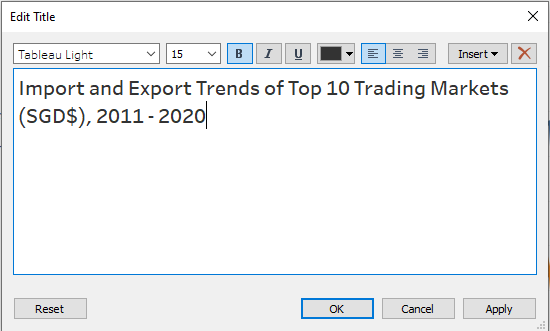 Edit Title
Tableau Light 15 B I U Insert
Import and Export Trends of Top 10 Trading Markets
(SGD$), 2011 - 2020
Reset OK Cancel Apply